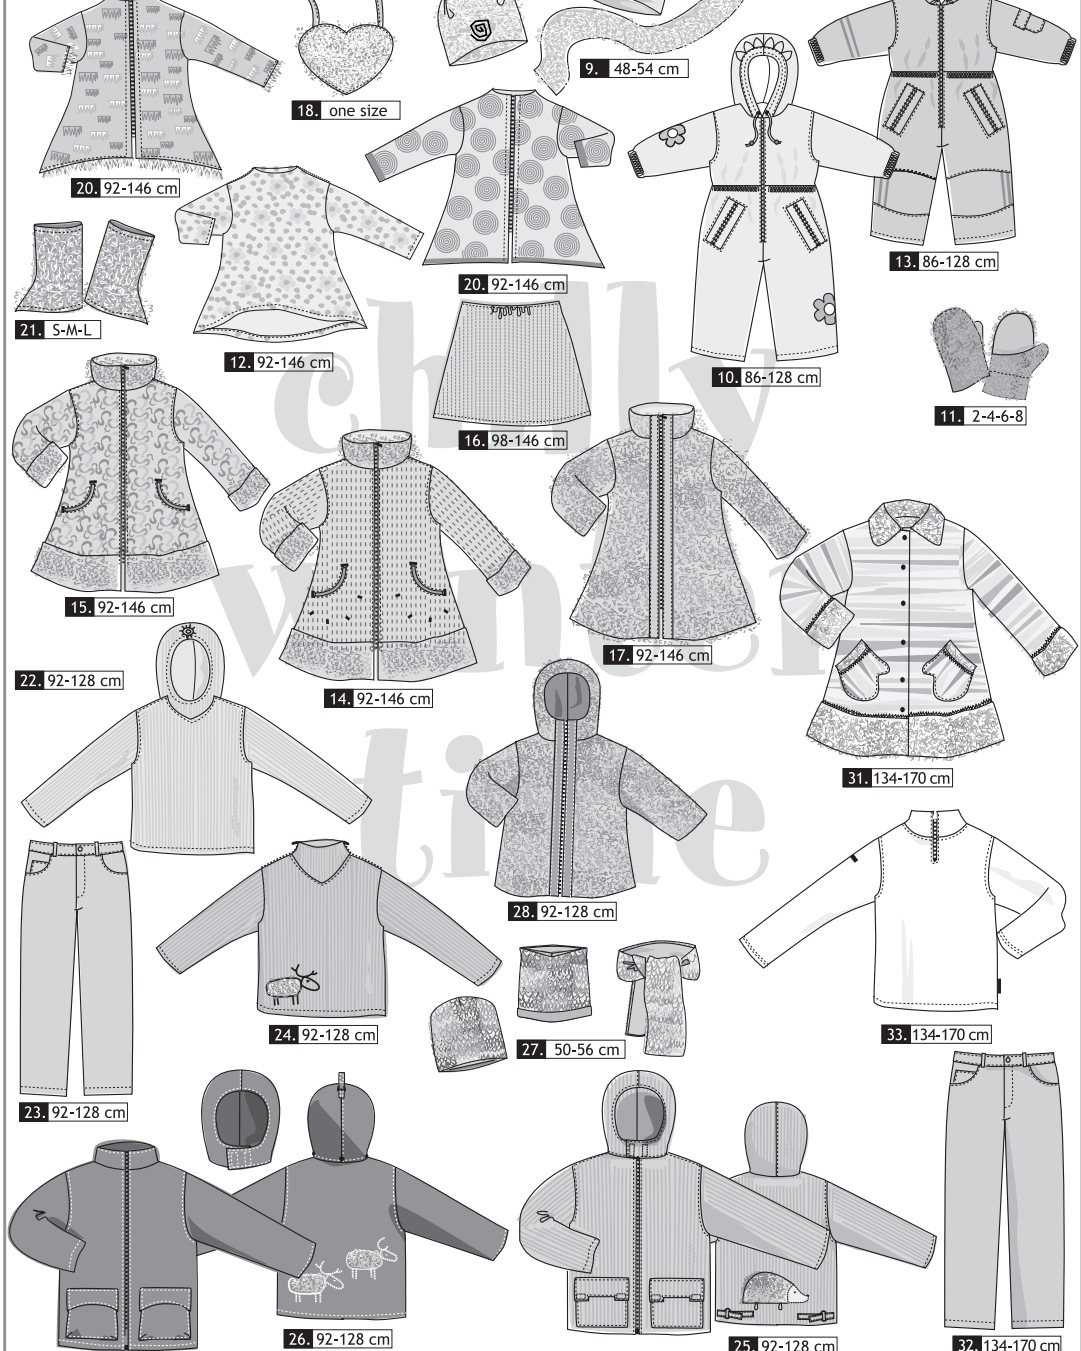 9. 48-54 cm
18. one size
20. 92-146 cm
13. 86-128 cm
20. 92-146 cm
21. S-M-L
12. 92-146 cm
10. 86-128 cm
11. 2-4-6-8
16. 98-146 cm
chilly
15. 92-146 cm
17. 92-146 cm
winter
22. 92-128 cm
14. 92-146 cm
31. 134-170 cm
time
28. 92-128 cm
24. 92-128 cm
33. 134-170 cm
27. 50-56 cm
23. 92-128 cm
26. 92-128 cm
25. 92-128 cm
32. 134-170 cm